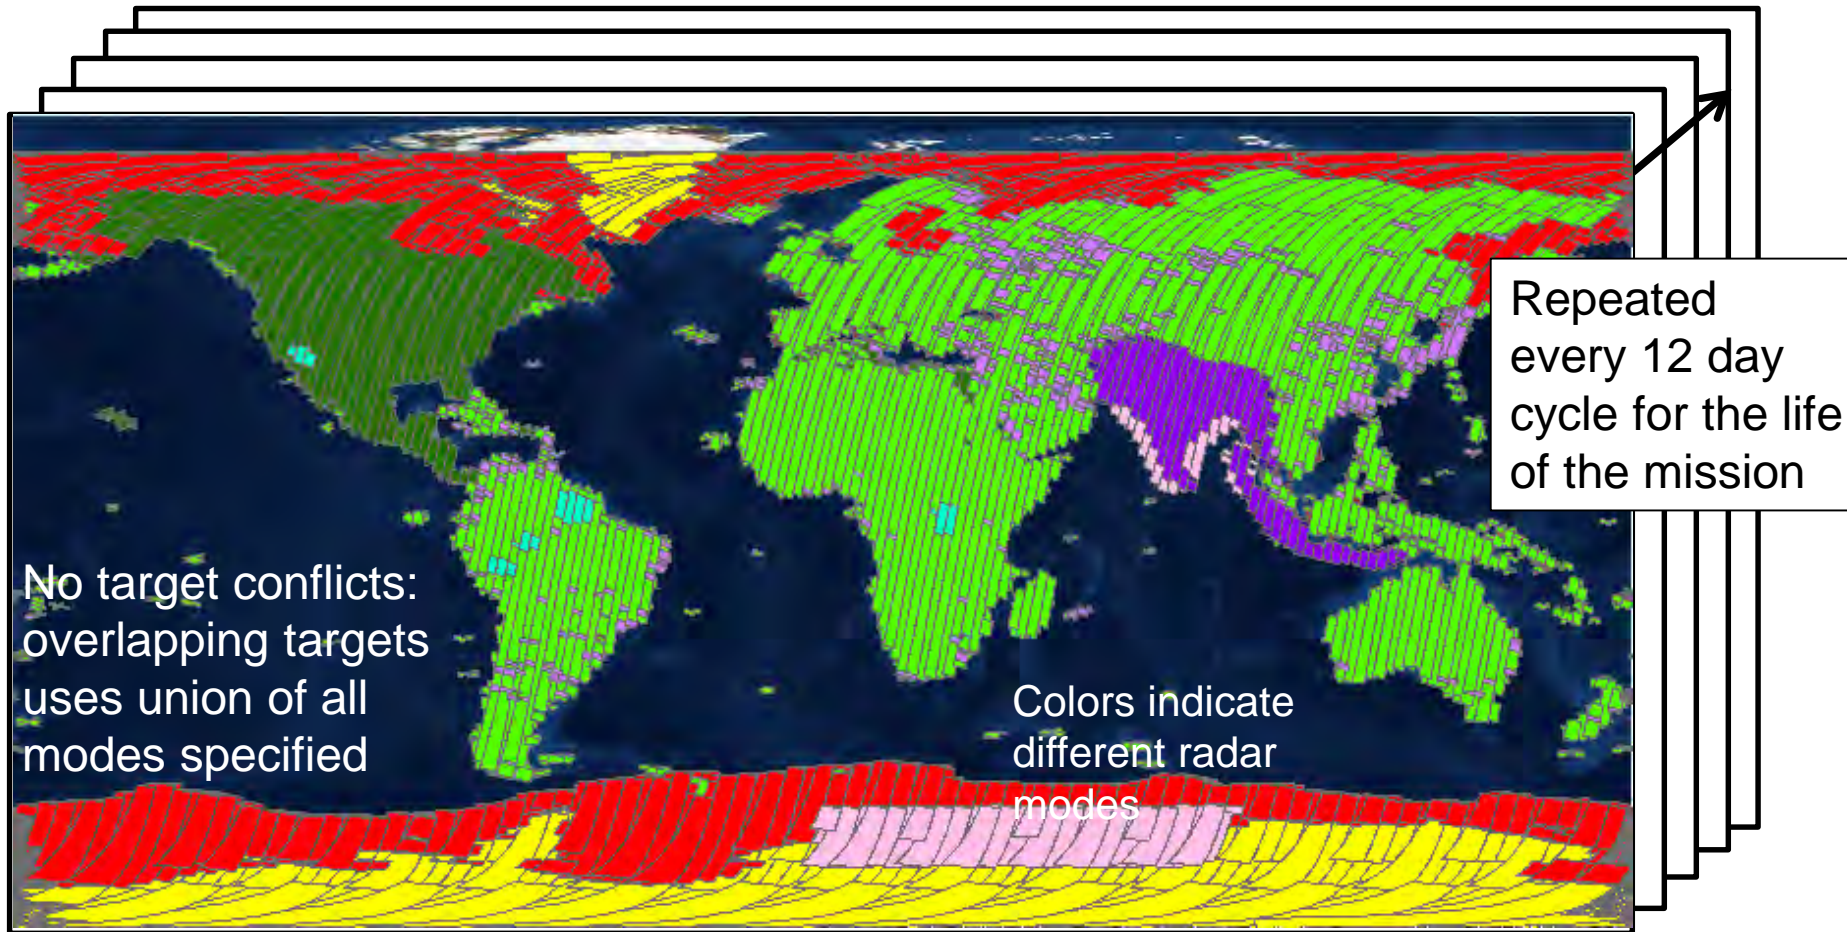 Repeated
every 12 day
cycle for the life
of the mission
No target conflicts:
overlapping targets
uses union of all
modes specified
Colors indicate
different radar
modes